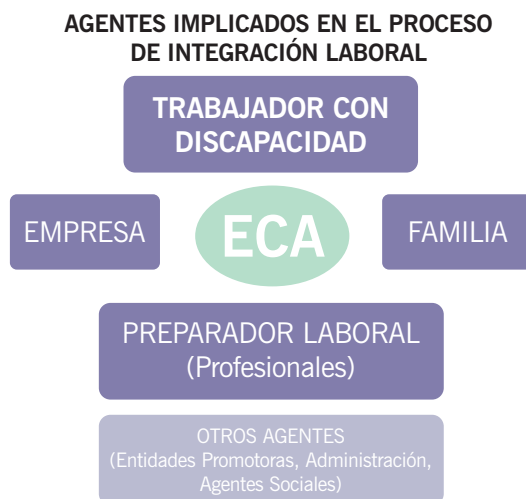 AGENTES IMPLICADOS EN EL PROCESO
DE INTEGRACIÓN LABORAL
TRABAJADOR CON
DISCAPACIDAD
EMPRESA
ECA
FAMILIA
PREPARADOR LABORAL
(Profesionales)
OTROS AGENTES
(Entidades Promotoras, Administración,
Agentes Sociales)